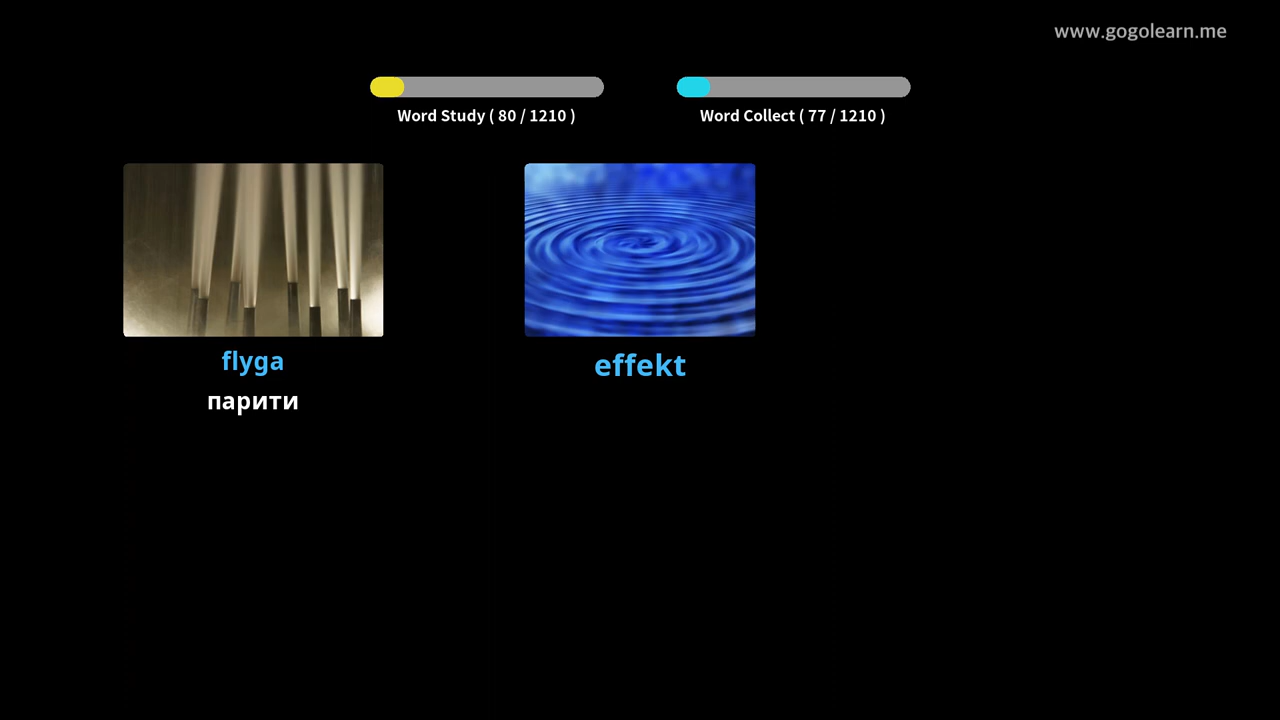 www.gogolearn.me
Word Study ( 80 / 1210 )
Word Collect ( 77 / 1210 )
flyga
парити
effekt